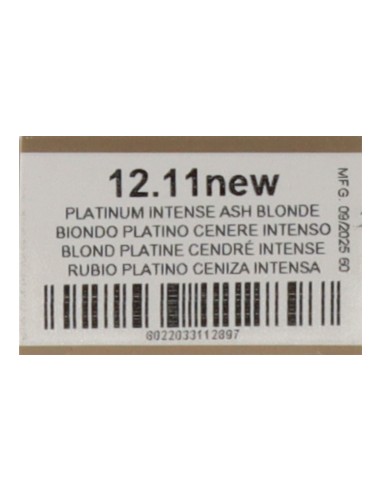 12.11new
PLATINUM INTENSE ASH BLONDE
BIONDO PLATINO CENERE INTENSO
BLOND PLATINE CENDRÉ INTENSE
RUBIO PLATINO CENIZA INTENSA
8022033112897
MFG. 09/2025 60